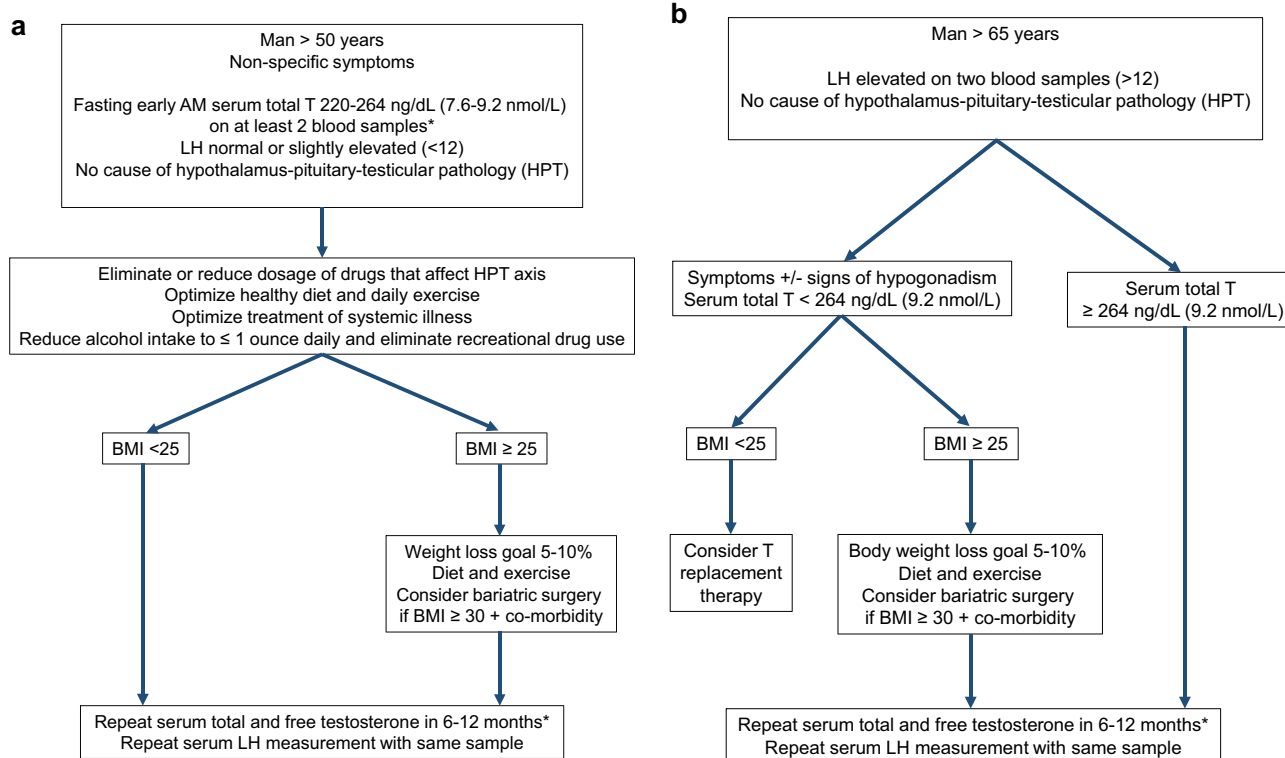 a
Man > 50 years
Non-specific symptoms
Fasting early AM serum total T 220-264 ng/dL (7.6-9.2 nmol/L)
on at least 2 blood samples*
LH normal or slightly elevated (<12)
No cause of hypothalamus-pituitary-testicular pathology (HPT)
Eliminate or reduce dosage of drugs that affect HPT axis
Optimize healthy diet and daily exercise
Optimize treatment of systemic illness
Reduce alcohol intake to ≤ 1 ounce daily and eliminate recreational drug use
BMI <25
BMI ≥ 25
Weight loss goal 5-10%
Diet and exercise
Consider bariatric surgery
if BMI ≥ 30 + co-morbidity
Repeat serum total and free testosterone in 6-12 months*
Repeat serum LH measurement with same sample
b
Man > 65 years
LH elevated on two blood samples (>12)
No cause of hypothalamus-pituitary-testicular pathology (HPT)
Symptoms +/- signs of hypogonadism
Serum total T < 264 ng/dL (9.2 nmol/L)
Serum total T
≥ 264 ng/dL (9.2 nmol/L)
BMI <25
BMI ≥ 25
Consider T
replacement
therapy
Body weight loss goal 5-10%
Diet and exercise
Consider bariatric surgery
if BMI ≥ 30 + co-morbidity
Repeat serum total and free testosterone in 6-12 months*
Repeat serum LH measurement with same sample